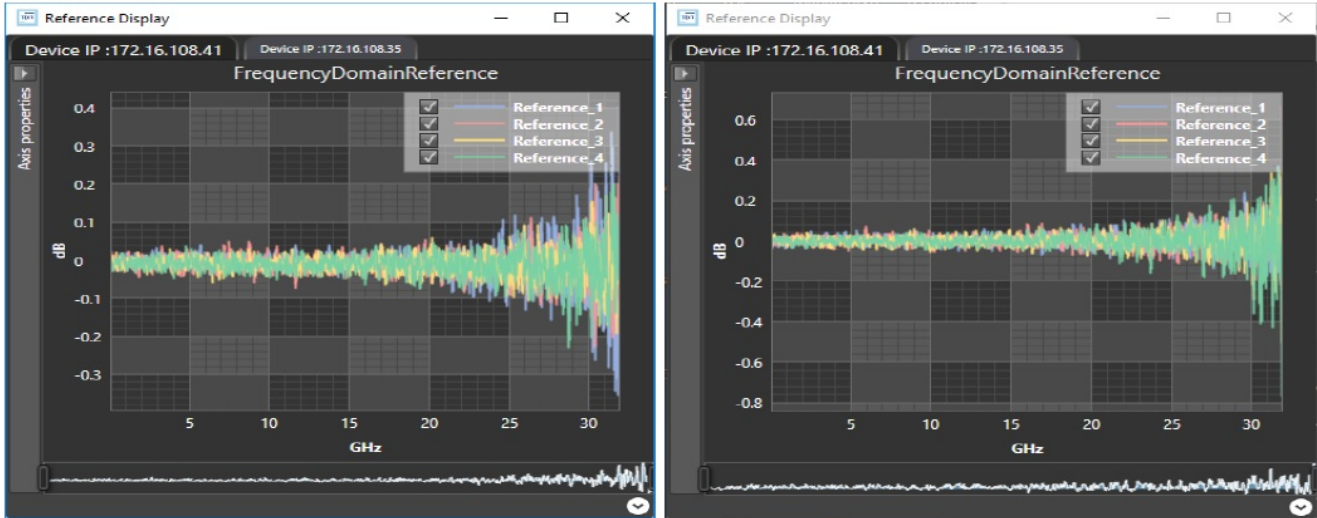 Reference Display
Device IP :172.16.108.41 Device IP :172.16.108.35
FrequencyDomainReference
Axis properties
Reference_1
Reference_2
Reference_3
Reference_4
0.4
0.3
0.2
0.1
0
-0.1
-0.2
-0.3
dB
5 10 15 20 25 30
GHz
Reference Display
Device IP :172.16.108.41 Device IP :172.16.108.35
FrequencyDomainReference
Axis properties
Reference_1
Reference_2
Reference_3
Reference_4
0.6
0.4
0.2
0
-0.2
-0.4
-0.6
-0.8
dB
5 10 15 20 25 30
GHz